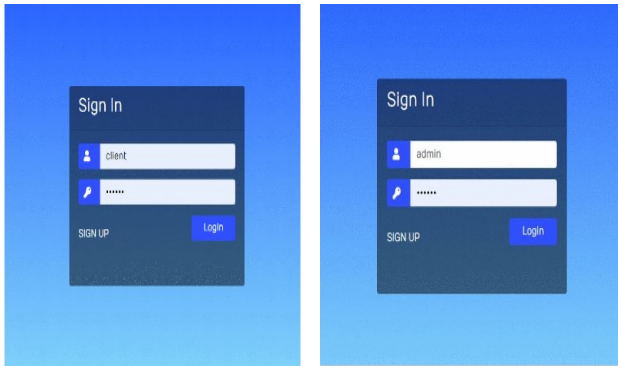 Sign In
client
••••••
SIGN UP
Login
Sign In
admin
••••••
SIGN UP
Login